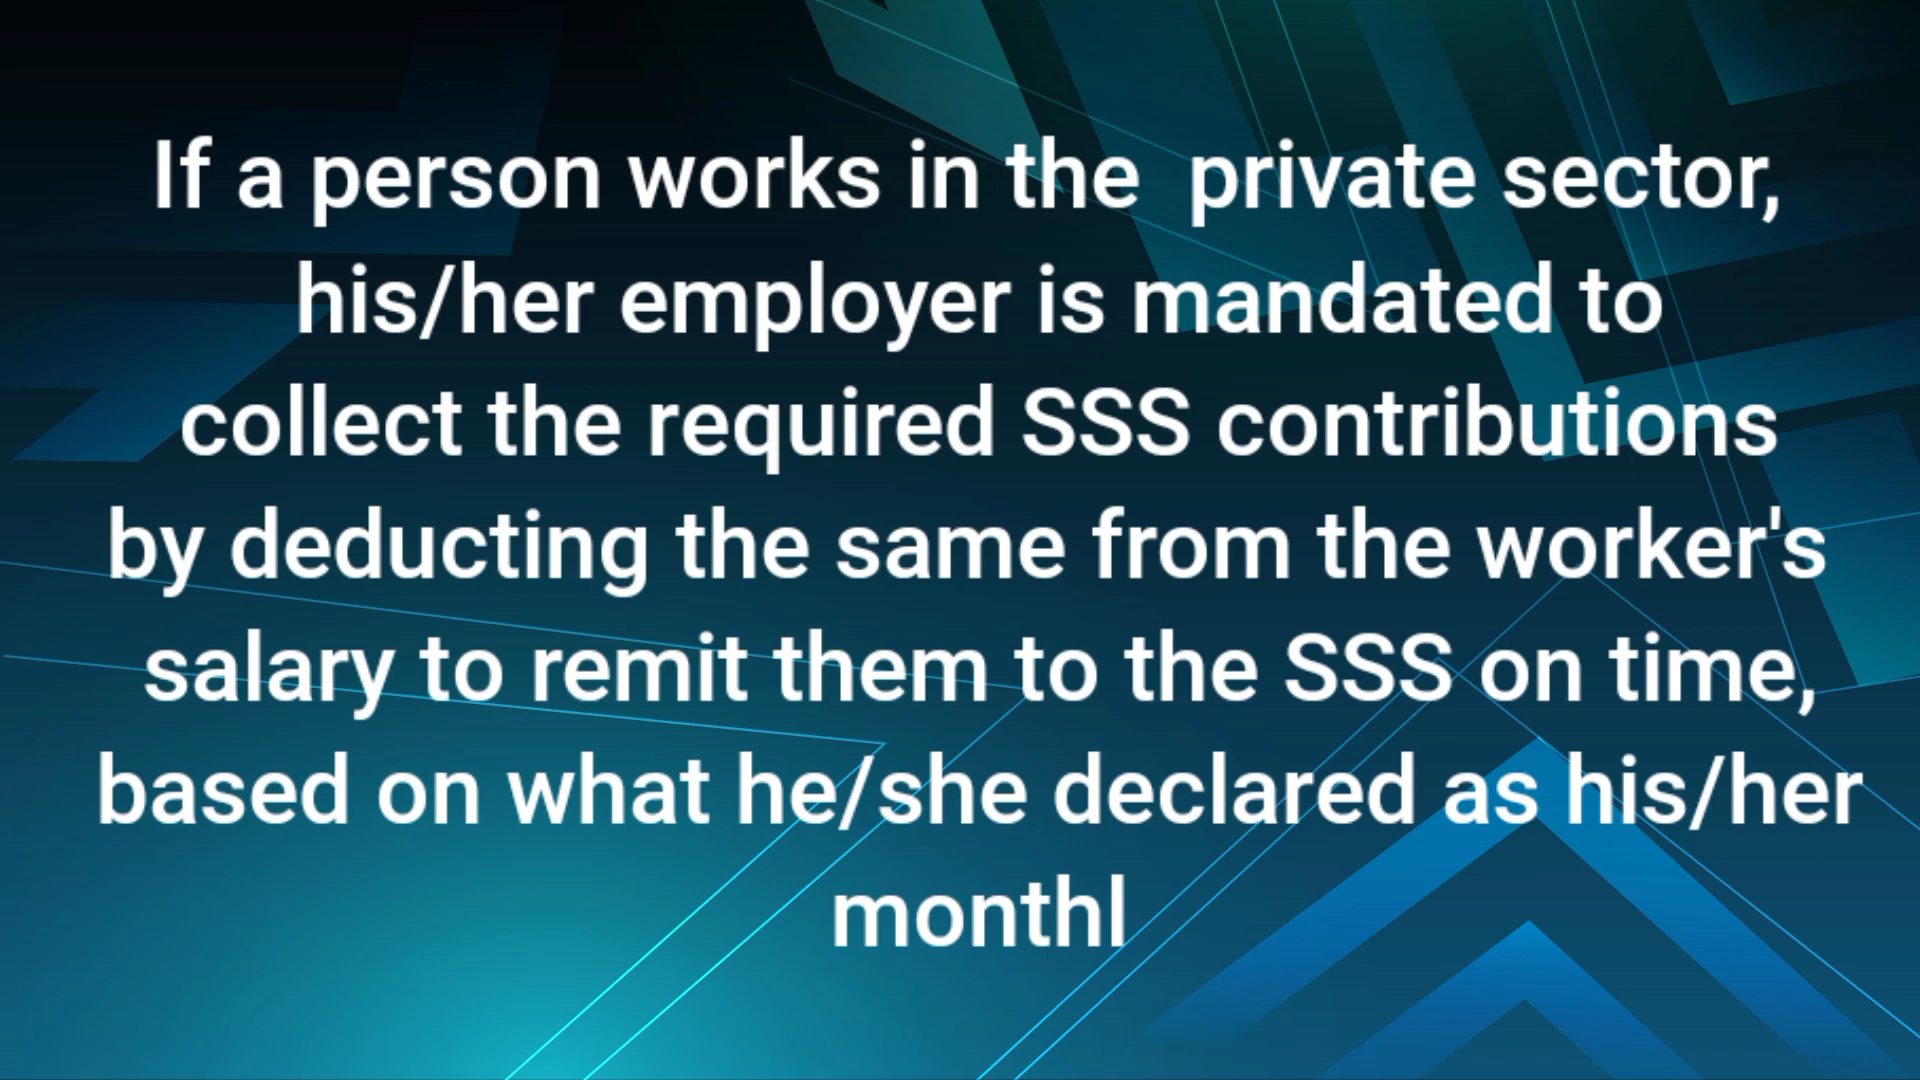 If a person works in the  private sector,
his/her employer is mandated to
collect the required SSS contributions
by deducting the same from the worker's
salary to remit them to the SSS on time,
based on what he/she declared as his/her
monthl